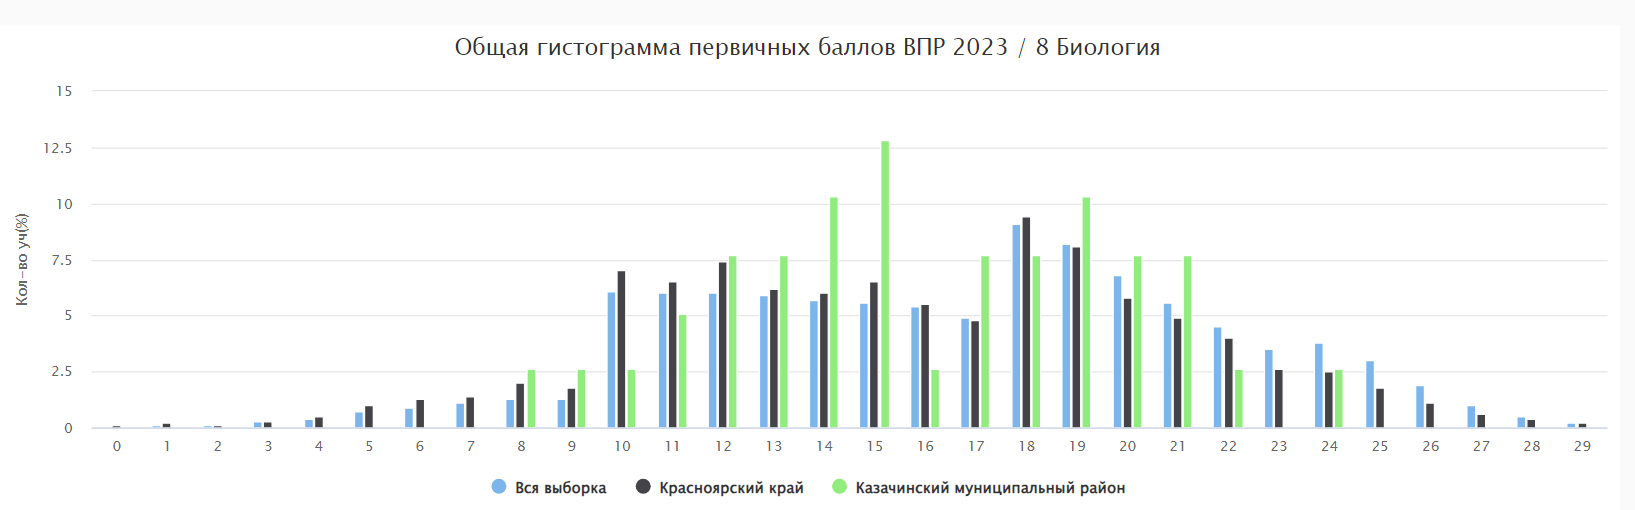 Общая гистограмма первичных баллов ВПР 2023 / 8 Биология
15
12.5
10
7.5
5
2.5
0
Кол-во уч(%)
0 1 2 3 4 5 6 7 8 9 10 11 12 13 14 15 16 17 18 19 20 21 22 23 24 25 26 27 28 29
Вся выборка Красноярский край Казачинский муниципальный район